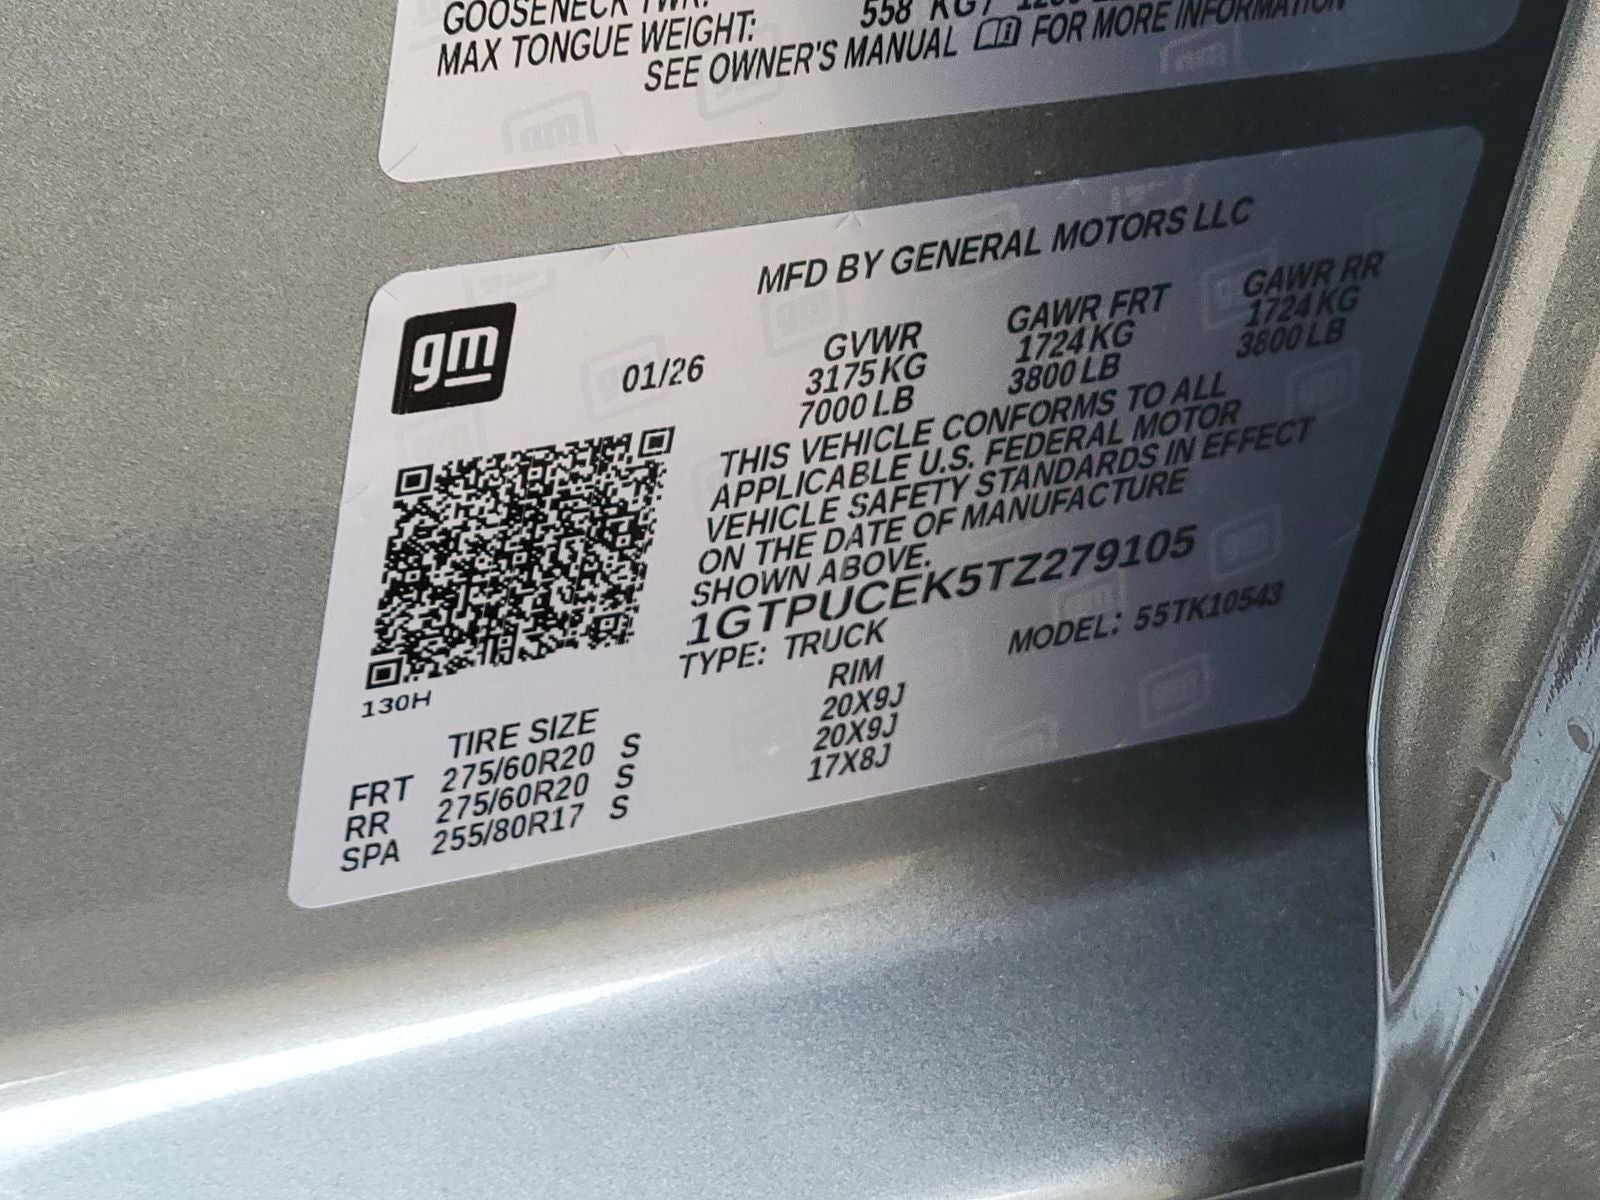 GOOSENECK TWR:
MAX TONGUE WEIGHT: 558 KG/
SEE OWNER'S MANUAL FOR MORE INFORMATION
gm
MFD BY GENERAL MOTORS LLC
01/26
GVWR GAWR FRT GAWR RR
3175 KG 1724 KG 1724 KG
7000 LB 3800 LB 3800 LB
THIS VEHICLE CONFORMS TO ALL
APPLICABLE U.S. FEDERAL MOTOR
VEHICLE SAFETY STANDARDS IN EFFECT
ON THE DATE OF MANUFACTURE
SHOWN ABOVE.
1GTPUCEK5TZ279105
TYPE: TRUCK MODEL: 55TK10543
130H
TIRE SIZE RIM
FRT 275/60R20 S 20X9J
RR 275/60R20 S 20X9J
SPA 255/80R17 S 17X8J